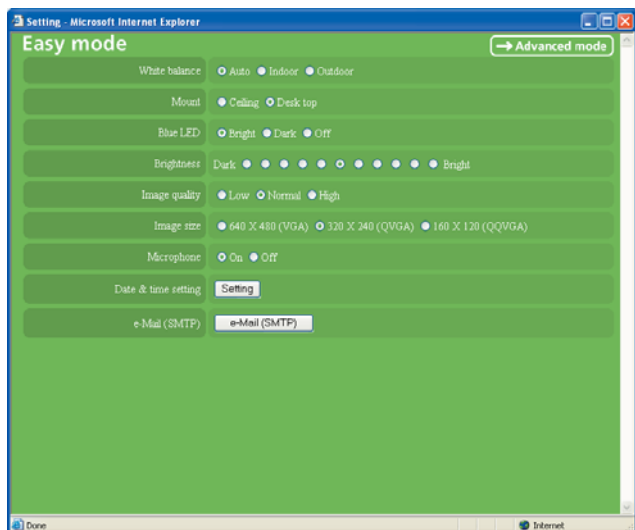 Setting - Microsoft Internet Explorer
Easy mode
Advanced mode
White balance Auto Indoor Outdoor
Mount Ceiling Desk top
Blue LED Bright Dark Off
Brightness Dark Bright
Image quality Low Normal High
Image size 640 X 480 (VGA) 320 X 240 (QVGA) 160 X 120 (QQVGA)
Microphone On Off
Date & time setting Setting
e-Mail (SMTP) e-Mail (SMTP)
Done Internet